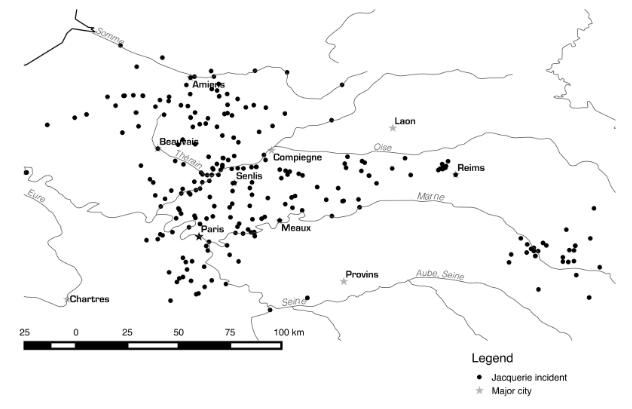 Somme
Amiens
Laon
Beauvais
Oise
Compiegne
Thérain
Senlis
Reims
Eure
Marne
Meaux
Paris
Provins
Aube, Seine
Chartres
Seine
25 0 25 50 75 100 km
Legend
Jacquerie incident
Major city